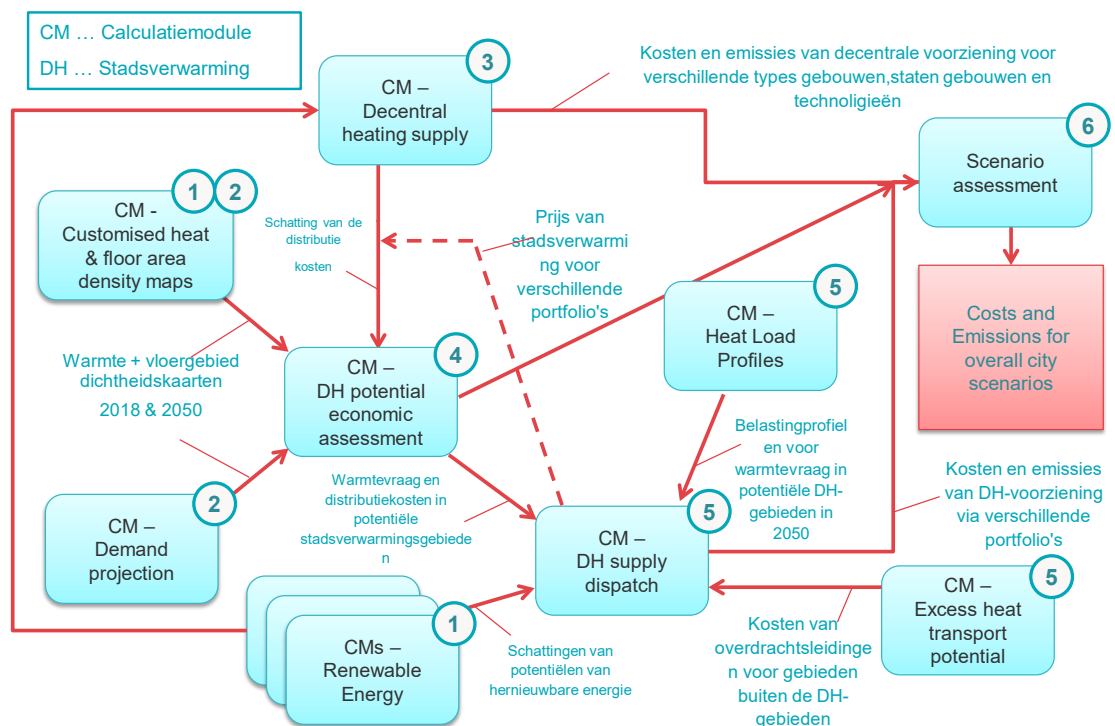 CM … Calculatiemodule
DH … Stadsverwarming
3
CM –
Decentral
heating supply
Kosten en emissies van decentrale voorziening voor
verschillende types gebouwen,staten gebouwen en
technoligieën
6
Scenario
assessment
1
2
CM -
Customised heat
& floor area
density maps
Schatting van de
distributie
kosten
Prijs van
stadsverwarmi
ng voor
verschillende
portfolio's
5
CM –
Heat Load
Profiles
Costs and
Emissions for
overall city
scenarios
Warmte + vloergebied
dichtheidskaarten
2018 & 2050
4
CM –
DH potential
economic
assessment
Belastingprofiel
en voor
warmtevraag in
potentiële DH-
gebieden in
2050
Warmtevraag en
distributiekosten in
potentiële
stadsverwarmingsgebiede
n
Kosten en emissies
van DH-voorziening
via verschillende
portfolio's
2
CM –
Demand
projection
5
CM –
DH supply
dispatch
5
CM –
Excess heat
transport
potential
1
CMs –
Renewable
Energy
Schattingen van
potentiëlen van
hernieuwbare energie
Kosten van
overdrachtsleidinge
n voor gebieden
buiten de DH-
gebieden